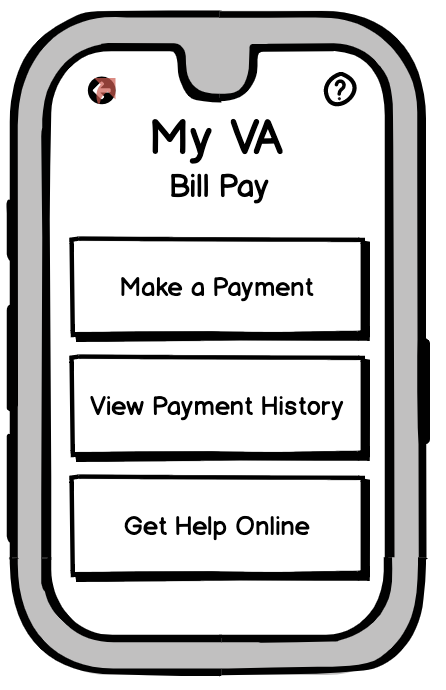 ?
My VA
Bill Pay
Make a Payment
View Payment History
Get Help Online